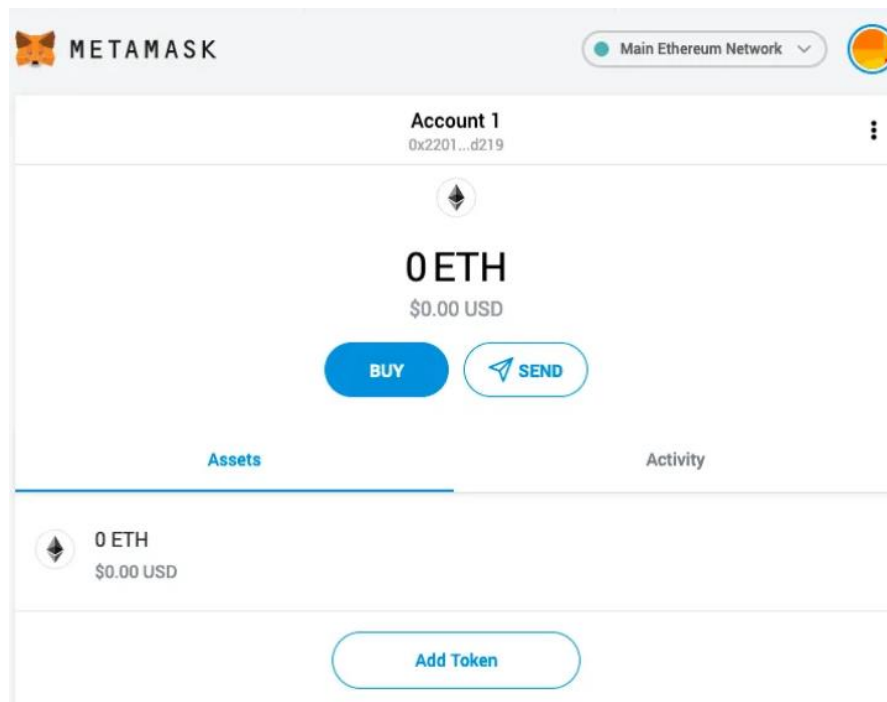 METAMASK
Main Ethereum Network
Account 1
0x2201...d219
0 ETH
$0.00 USD
BUY
SEND
Assets
Activity
0 ETH
$0.00 USD
Add Token